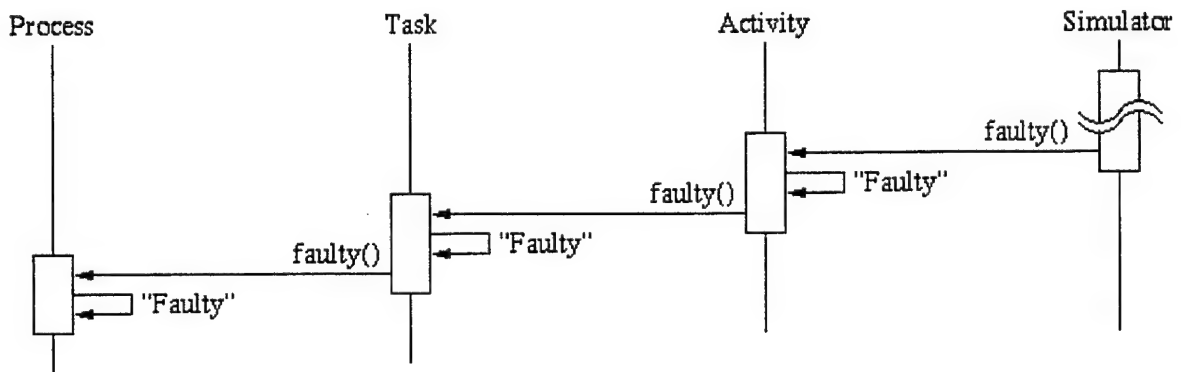 Process
Task
Activity
Simulator
faulty()
"Faulty"
faulty()
"Faulty"
faulty()
"Faulty"